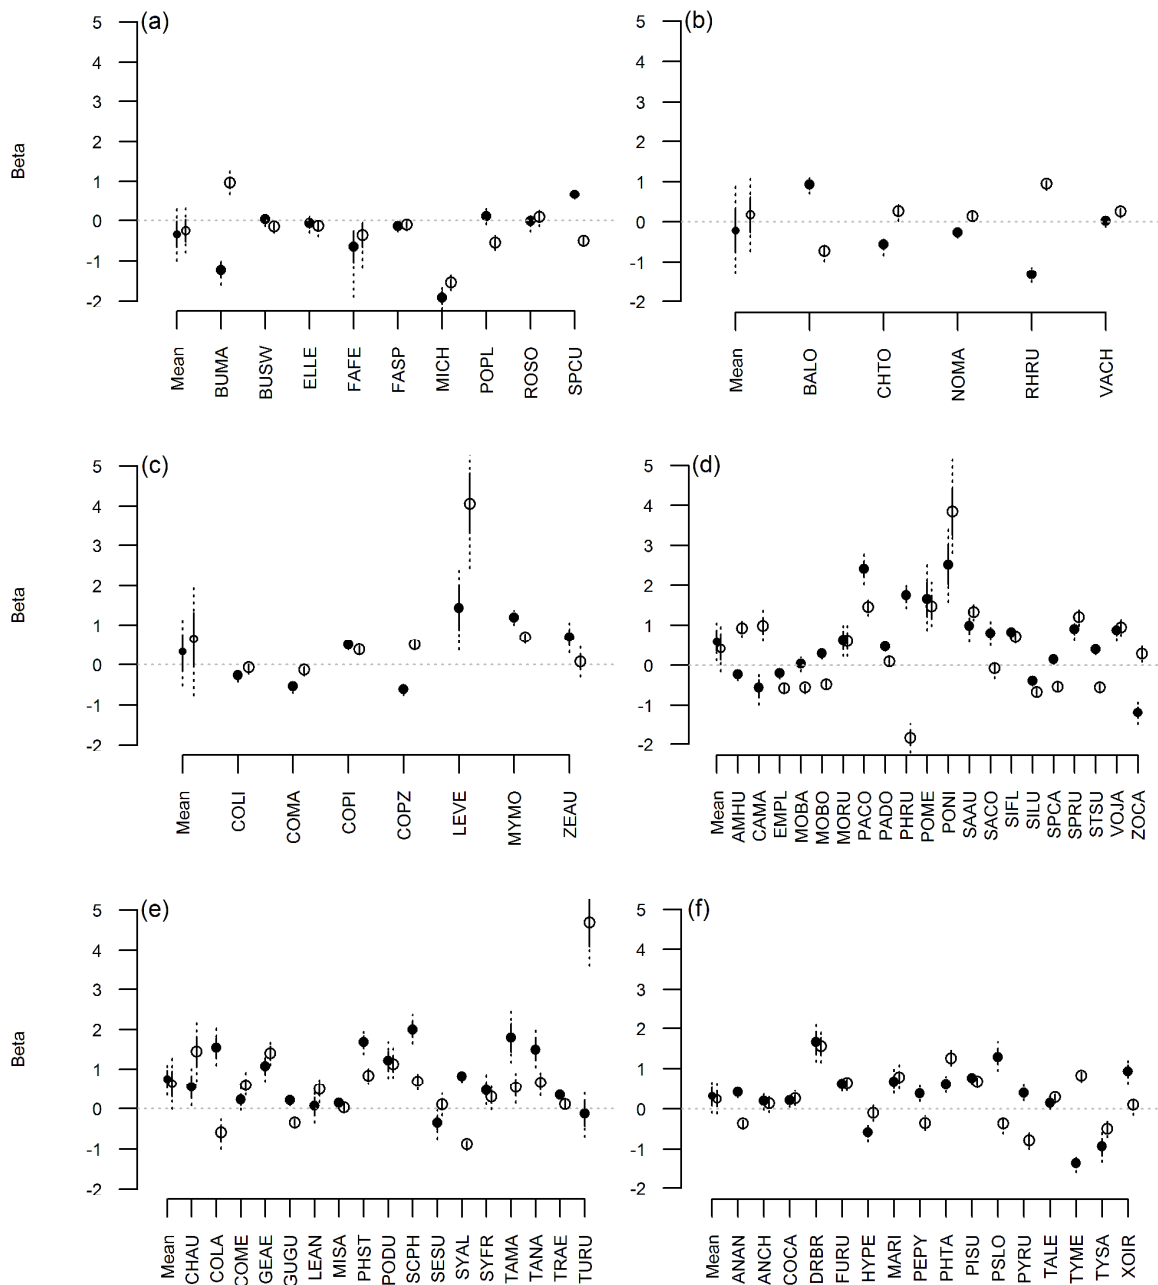 (a)
5
4
3
2
1
0
-1
-2
Beta
Mean
BUMA
BUSW
ELLE
FAFE
FASP
MICH
POPL
ROSO
SPCU
(b)
5
4
3
2
1
0
-1
-2
Mean
BALO
CHTO
NOMA
RHRU
VACH
(c)
5
4
3
2
1
0
-1
-2
Beta
Mean
COLI
COMA
COPI
COPZ
LEVE
MYMO
ZEAU
(d)
5
4
3
2
1
0
-1
-2
Mean
AMHU
CAMA
EMPL
MOBA
MOBO
MORU
PACO
PADO
PHRU
POME
PONI
SAAU
SACO
SIFL
SILU
SPCA
SPRU
STSU
VOJA
ZOCA
(e)
5
4
3
2
1
0
-1
-2
Beta
Mean
CHAU
COLA
COME
GEAE
GUGU
LEAN
MISA
PHST
PODU
SCPH
SESU
SYAL
SYFR
TAMA
TANA
TRAE
TURU
(f)
5
4
3
2
1
0
-1
-2
Mean
ANAN
ANCH
COCA
DRBR
FURU
HYPE
MARI
PEPY
PHTA
PISU
PSLO
PYRU
TALE
TYME
TYSA
XOIR